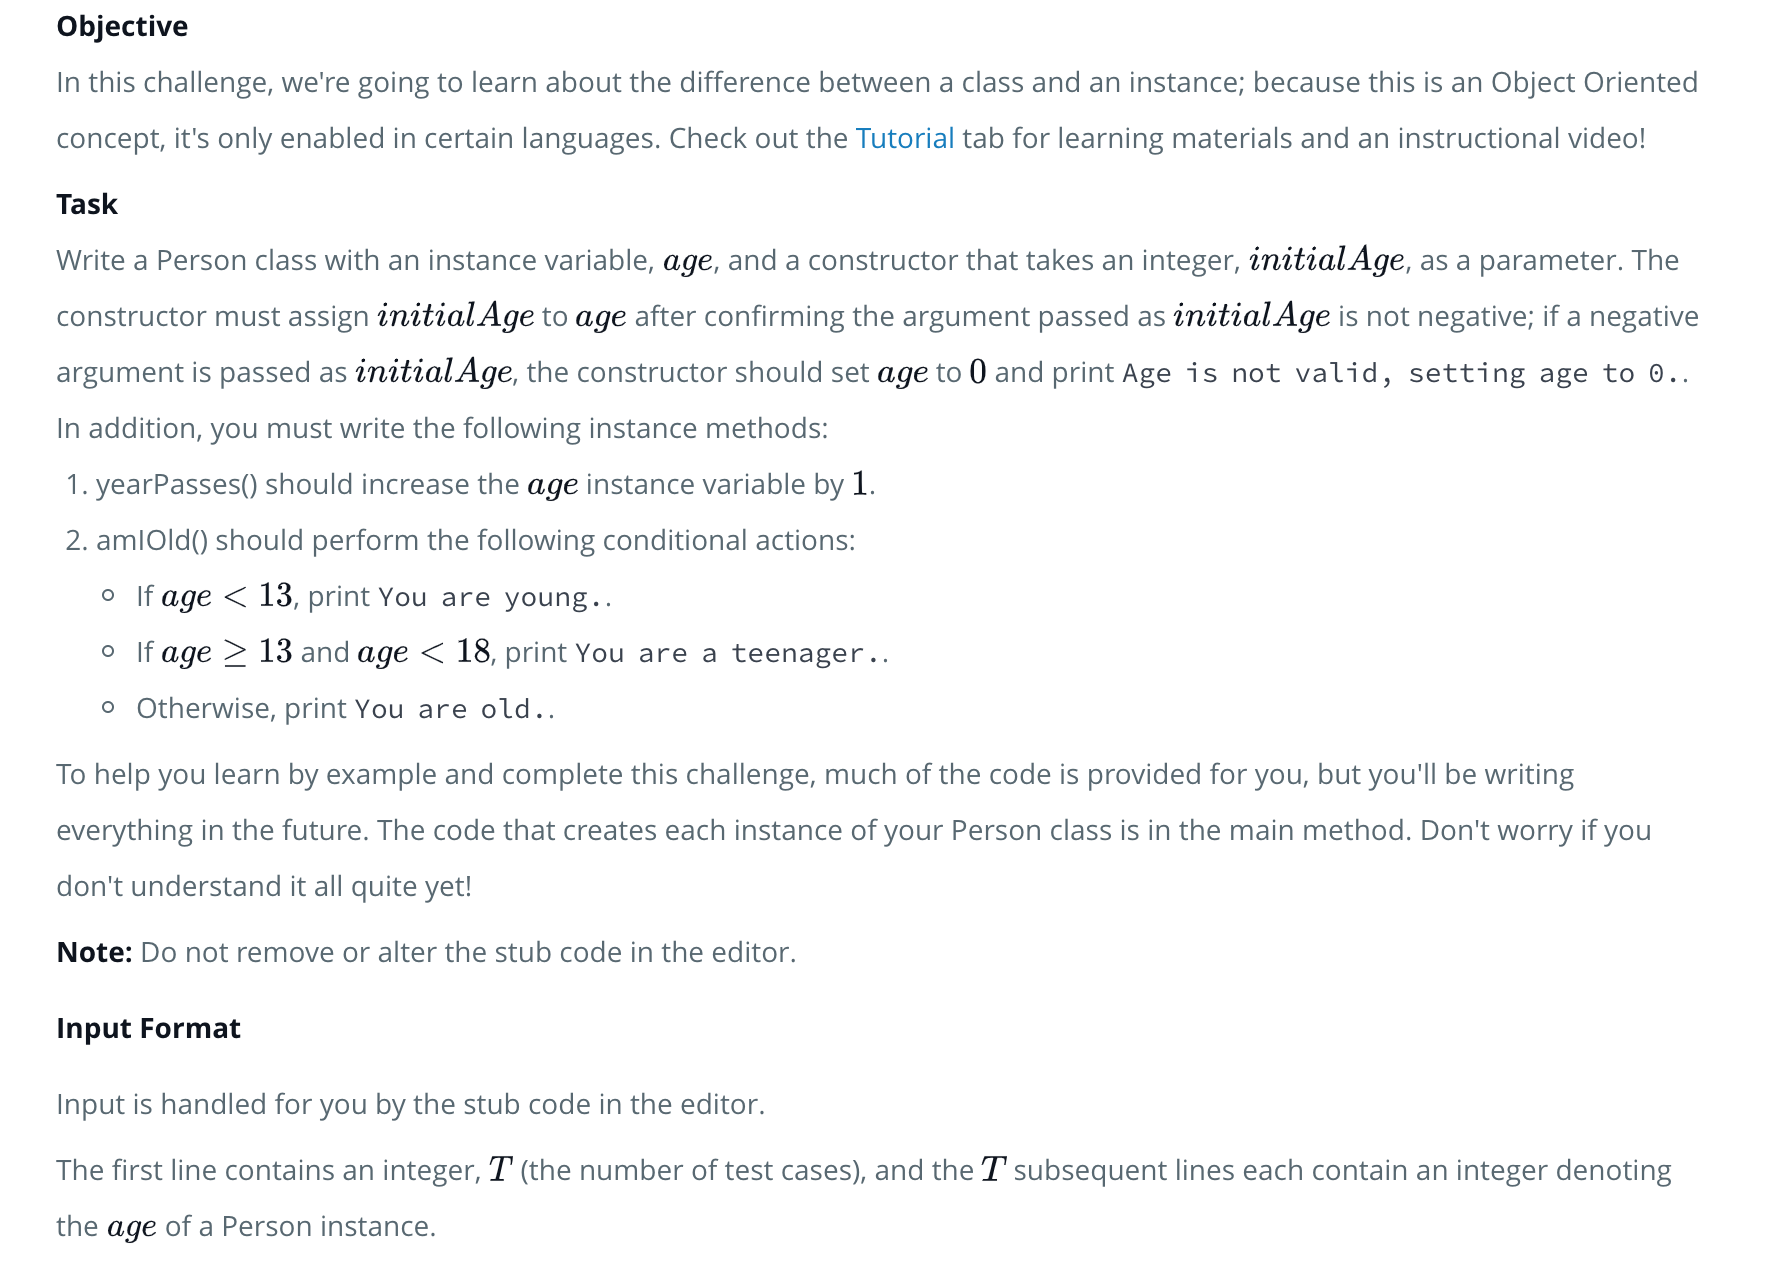 Objective
In this challenge, we're going to learn about the difference between a class and an instance; because this is an Object Oriented
concept, it's only enabled in certain languages. Check out the Tutorial tab for learning materials and an instructional video!
Task
Write a Person class with an instance variable, age, and a constructor that takes an integer, initialAge, as a parameter. The
constructor must assign initialAge to age after confirming the argument passed as initialAge is not negative; if a negative
argument is passed as initialAge, the constructor should set age to 0 and print Age is not valid, setting age to 0..
In addition, you must write the following instance methods:
1. yearPasses() should increase the age instance variable by 1.
2. amIOld() should perform the following conditional actions:
○ If age < 13, print You are young..
○ If age ≥ 13 and age < 18, print You are a teenager..
○ Otherwise, print You are old..
To help you learn by example and complete this challenge, much of the code is provided for you, but you'll be writing
everything in the future. The code that creates each instance of your Person class is in the main method. Don't worry if you
don't understand it all quite yet!
Note: Do not remove or alter the stub code in the editor.
Input Format
Input is handled for you by the stub code in the editor.
The first line contains an integer, T (the number of test cases), and the T subsequent lines each contain an integer denoting
the age of a Person instance.